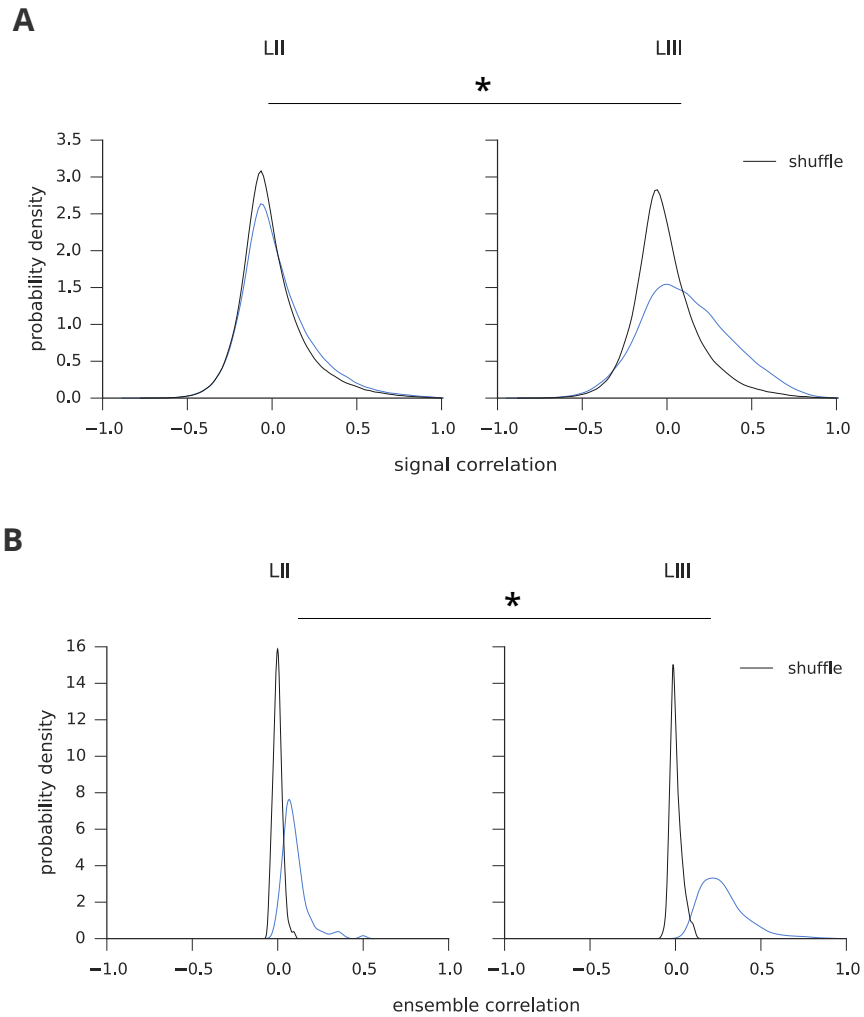 A
LII LIII
*
3.5
3.0
2.5
2.0
1.5
1.0
0.5
0.0
probability density
shuffle
−1.0 −0.5 0.0 0.5 1.0 −1.0 −0.5 0.0 0.5 1.0
signal correlation
B
LII LIII
*
16
14
12
10
8
6
4
2
0
probability density
shuffle
−1.0 −0.5 0.0 0.5 1.0 −1.0 −0.5 0.0 0.5 1.0
ensemble correlation